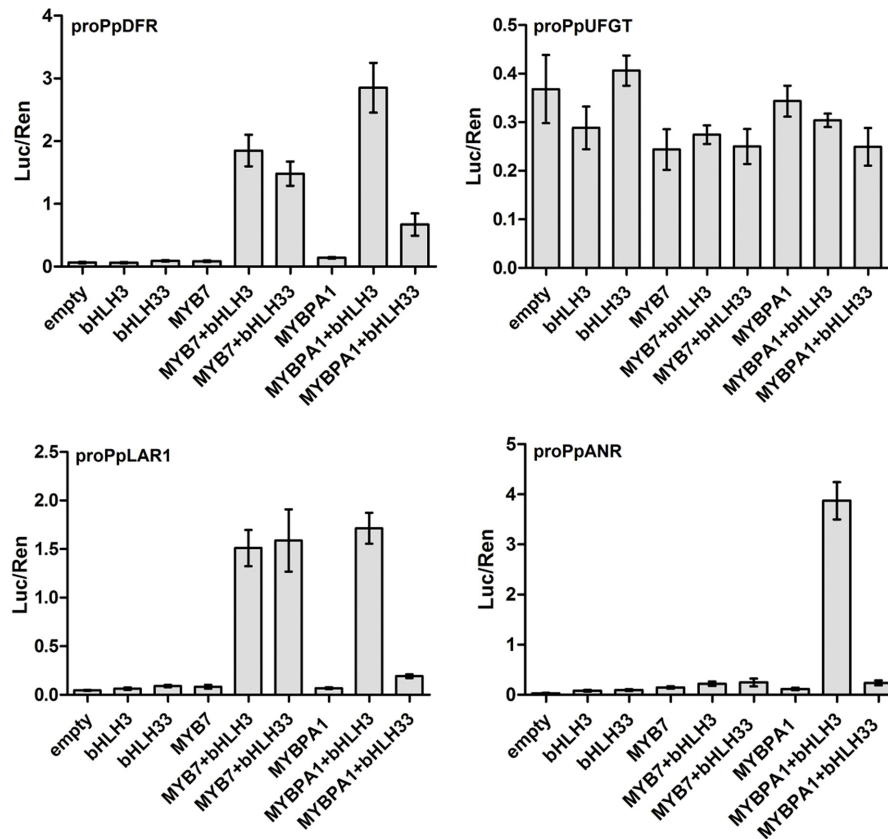 proPpDFR
Luc/Ren
4
3
2
1
0
empty
bHLH3
bHLH33
MYB7
MYB7+bHLH3
MYB7+bHLH33
MYBPA1
MYBPA1+bHLH3
MYBPA1+bHLH33
proPpUFGT
Luc/Ren
0.5
0.4
0.3
0.2
0.1
0.0
empty
bHLH3
bHLH33
MYB7
MYB7+bHLH3
MYB7+bHLH33
MYBPA1
MYBPA1+bHLH3
MYBPA1+bHLH33
proPpLAR1
Luc/Ren
2.5
2.0
1.5
1.0
0.5
0.0
empty
bHLH3
bHLH33
MYB7
MYB7+bHLH3
MYB7+bHLH33
MYBPA1
MYBPA1+bHLH3
MYBPA1+bHLH33
proPpANR
Luc/Ren
5
4
3
2
1
0
empty
bHLH3
bHLH33
MYB7
MYB7+bHLH3
MYB7+bHLH33
MYBPA1
MYBPA1+bHLH3
MYBPA1+bHLH33